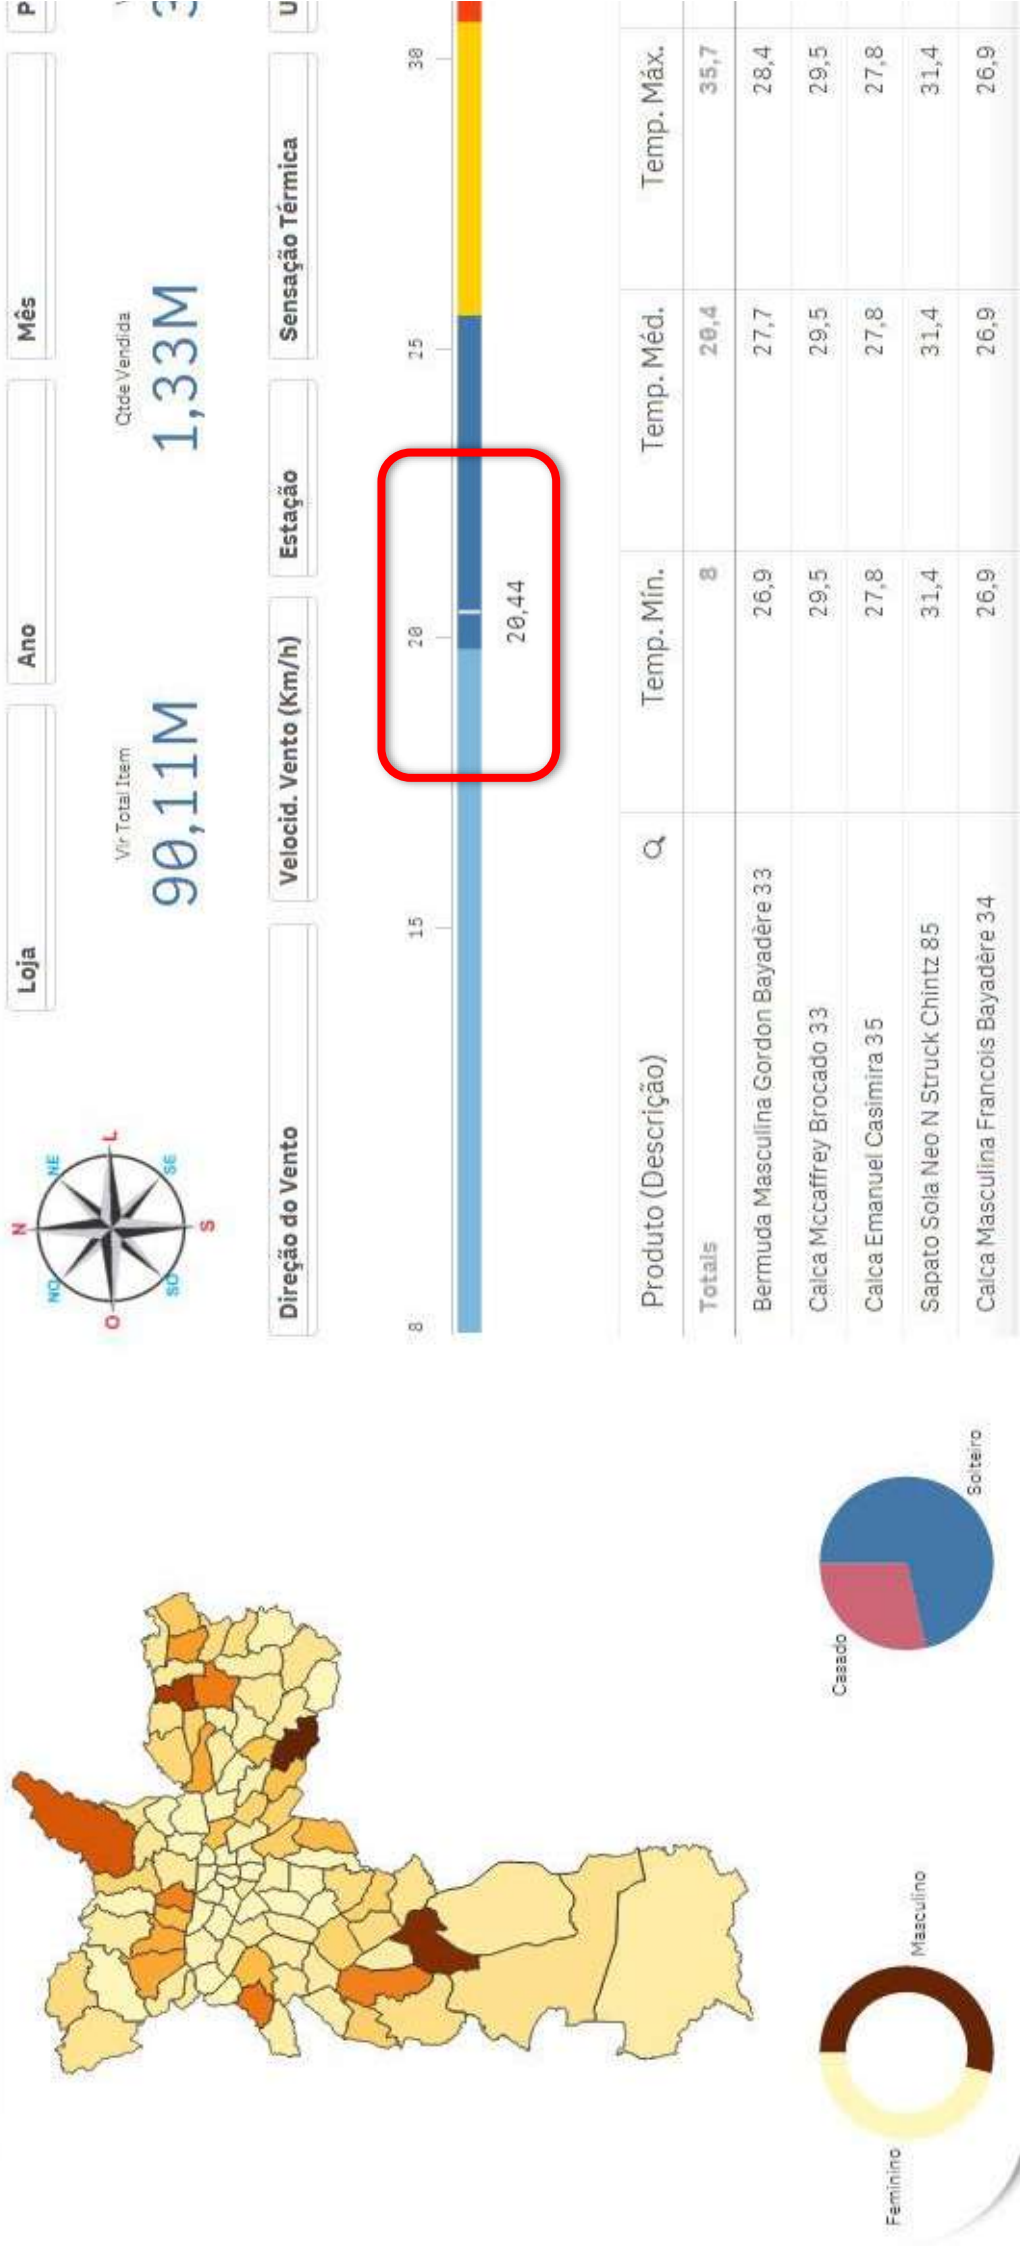 N
NO
NE
O
L
SO
SE
S
Loja
Ano
Mês
P
Vlr Total Item
Qtde Vendida
90,11M
1,33M
Direção do Vento
Velocid. Vento (Km/h)
Estação
Sensação Térmica
U
8
15
20
25
30
20,44
Produto (Descrição) Temp. Mín. Temp. Méd. Temp. Máx.
Totais 8 20,4 35,7
Bermuda Masculina Gordon Bayadère 33 26,9 27,7 28,4
Calca Mccaffrey Brocado 33 29,5 29,5 29,5
Calca Emanuel Casimira 35 27,8 27,8 27,8
Sapato Sola Neo N Struck Chintz 85 31,4 31,4 31,4
Calca Masculina Francois Bayadère 34 26,9 26,9 26,9
Feminino
Masculino
Casado
Solteiro